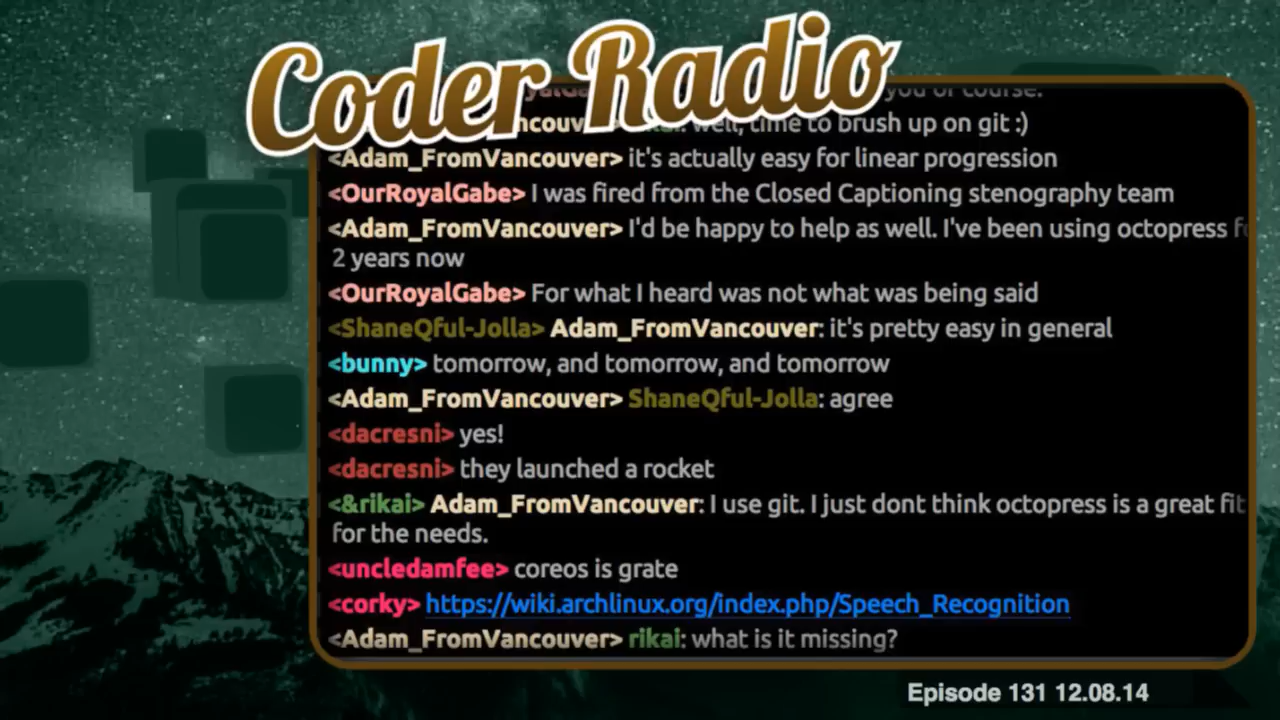 Coder Radio
you of course.
well, time to brush up on git :)
<Adam_FromVancouver> it's actually easy for linear progression
<OurRoyalGabe> I was fired from the Closed Captioning stenography team
<Adam_FromVancouver> I'd be happy to help as well. I've been using octopress
2 years now
<OurRoyalGabe> For what I heard was not what was being said
<ShaneQful-Jolla> Adam_FromVancouver: it's pretty easy in general
<bunny> tomorrow, and tomorrow, and tomorrow
<Adam_FromVancouver> ShaneQful-Jolla: agree
<dacresni> yes!
<dacresni> they launched a rocket
<&rikai> Adam_FromVancouver: I use git. I just dont think octopress is a great fit
for the needs.
<uncledamfee> coreos is grate
<corky> https://wiki.archlinux.org/index.php/Speech_Recognition
<Adam_FromVancouver> rikai: what is it missing?
Episode 131 12.08.14